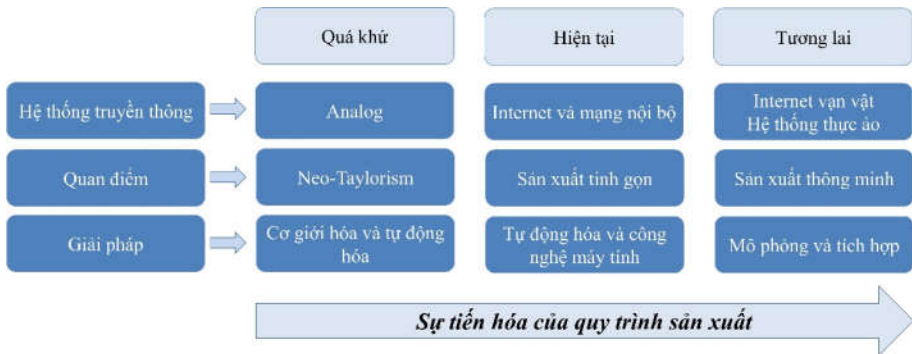 Quá khứ
Hiện tại
Tương lai
Hệ thống truyền thông
Analog
Internet và mạng nội bộ
Internet vạn vật
Hệ thống thực ảo
Quan điểm
Neo-Taylorism
Sản xuất tinh gọn
Sản xuất thông minh
Giải pháp
Cơ giới hóa và tự động
hóa
Tự động hóa và công
nghệ máy tính
Mô phỏng và tích hợp
Sự tiến hóa của quy trình sản xuất